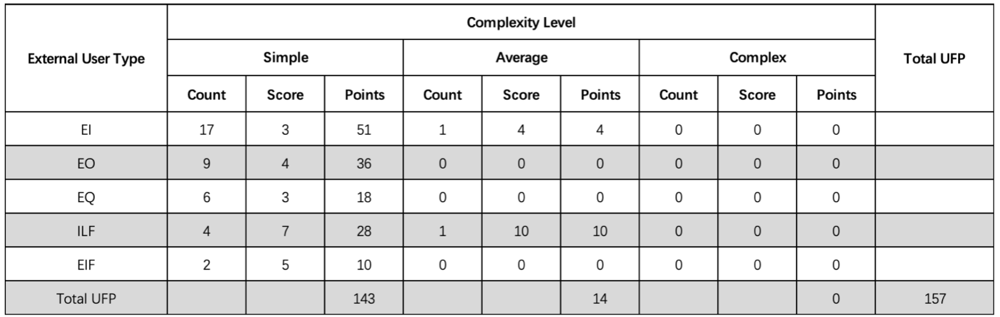 Complexity Level
External User Type Simple Average Complex Total UFP
Count Score Points Count Score Points Count Score Points
EI 17 3 51 1 4 4 0 0 0
EO 9 4 36 0 0 0 0 0 0
EQ 6 3 18 0 0 0 0 0 0
ILF 4 7 28 1 10 10 0 0 0
EIF 2 5 10 0 0 0 0 0 0
Total UFP 143 14 0 157